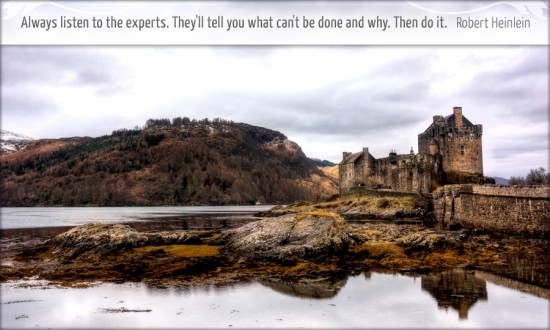 Always listen to the experts. They'll tell you what can't be done and why. Then do it. Robert Heinlein